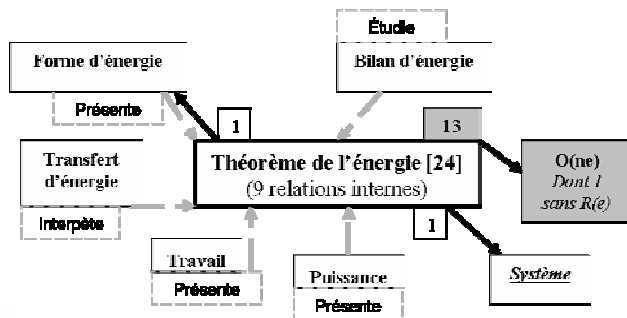 Étudie
Forme d'énergie
Bilan d'énergie
Présente
1
13
Transfert
d'énergie
Théorème de l'énergie [24]
(9 relations internes)
O(ne)
Dont 1
sans R(e)
Interpète
1
Travail
Présente
Puissance
Présente
Système